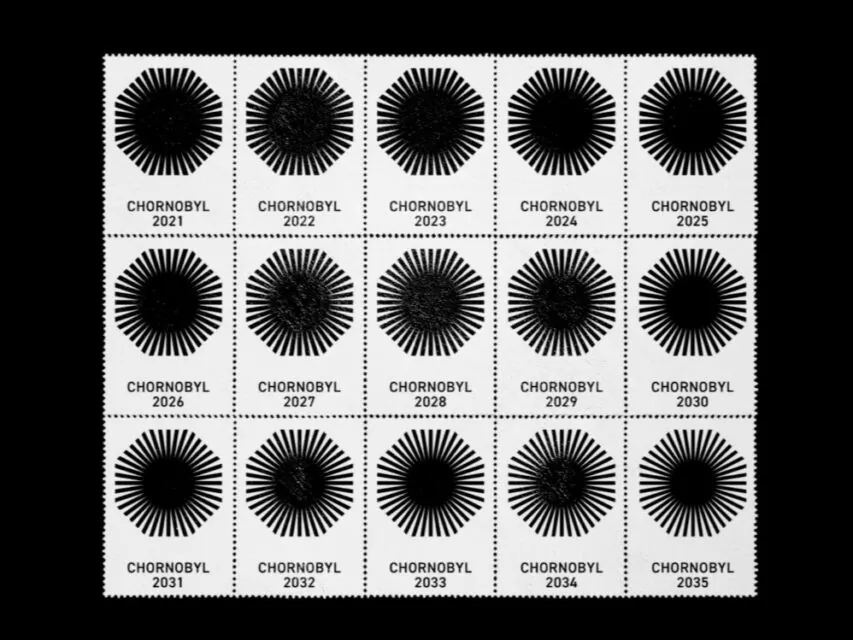 CHORNOBYL
2021
CHORNOBYL
2022
CHORNOBYL
2023
CHORNOBYL
2024
CHORNOBYL
2025
CHORNOBYL
2026
CHORNOBYL
2027
CHORNOBYL
2028
CHORNOBYL
2029
CHORNOBYL
2030
CHORNOBYL
2031
CHORNOBYL
2032
CHORNOBYL
2033
CHORNOBYL
2034
CHORNOBYL
2035